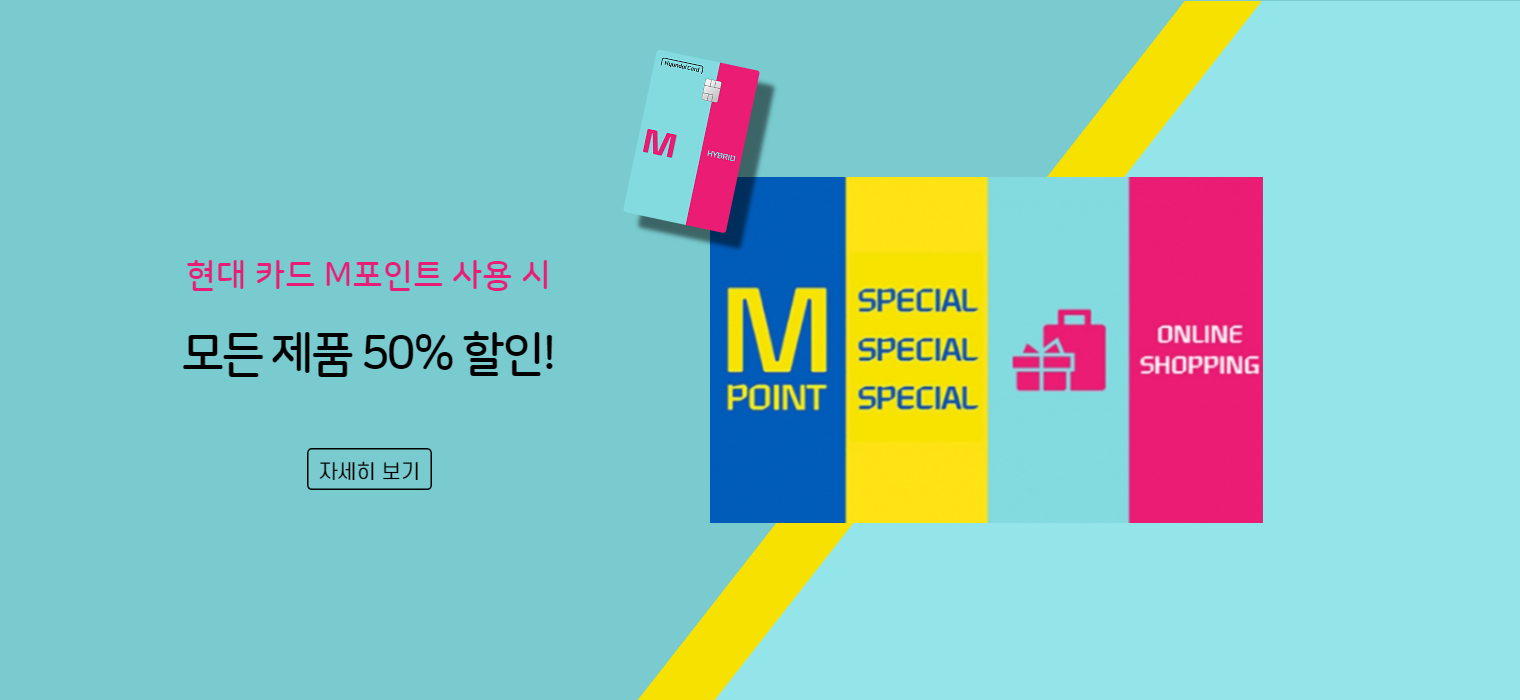 HyundaiCard
M
HYBRID
현대 카드 M포인트 사용 시
모든 제품 50% 할인!
자세히 보기
M
POINT
SPECIAL
SPECIAL
SPECIAL
ONLINE
SHOPPING